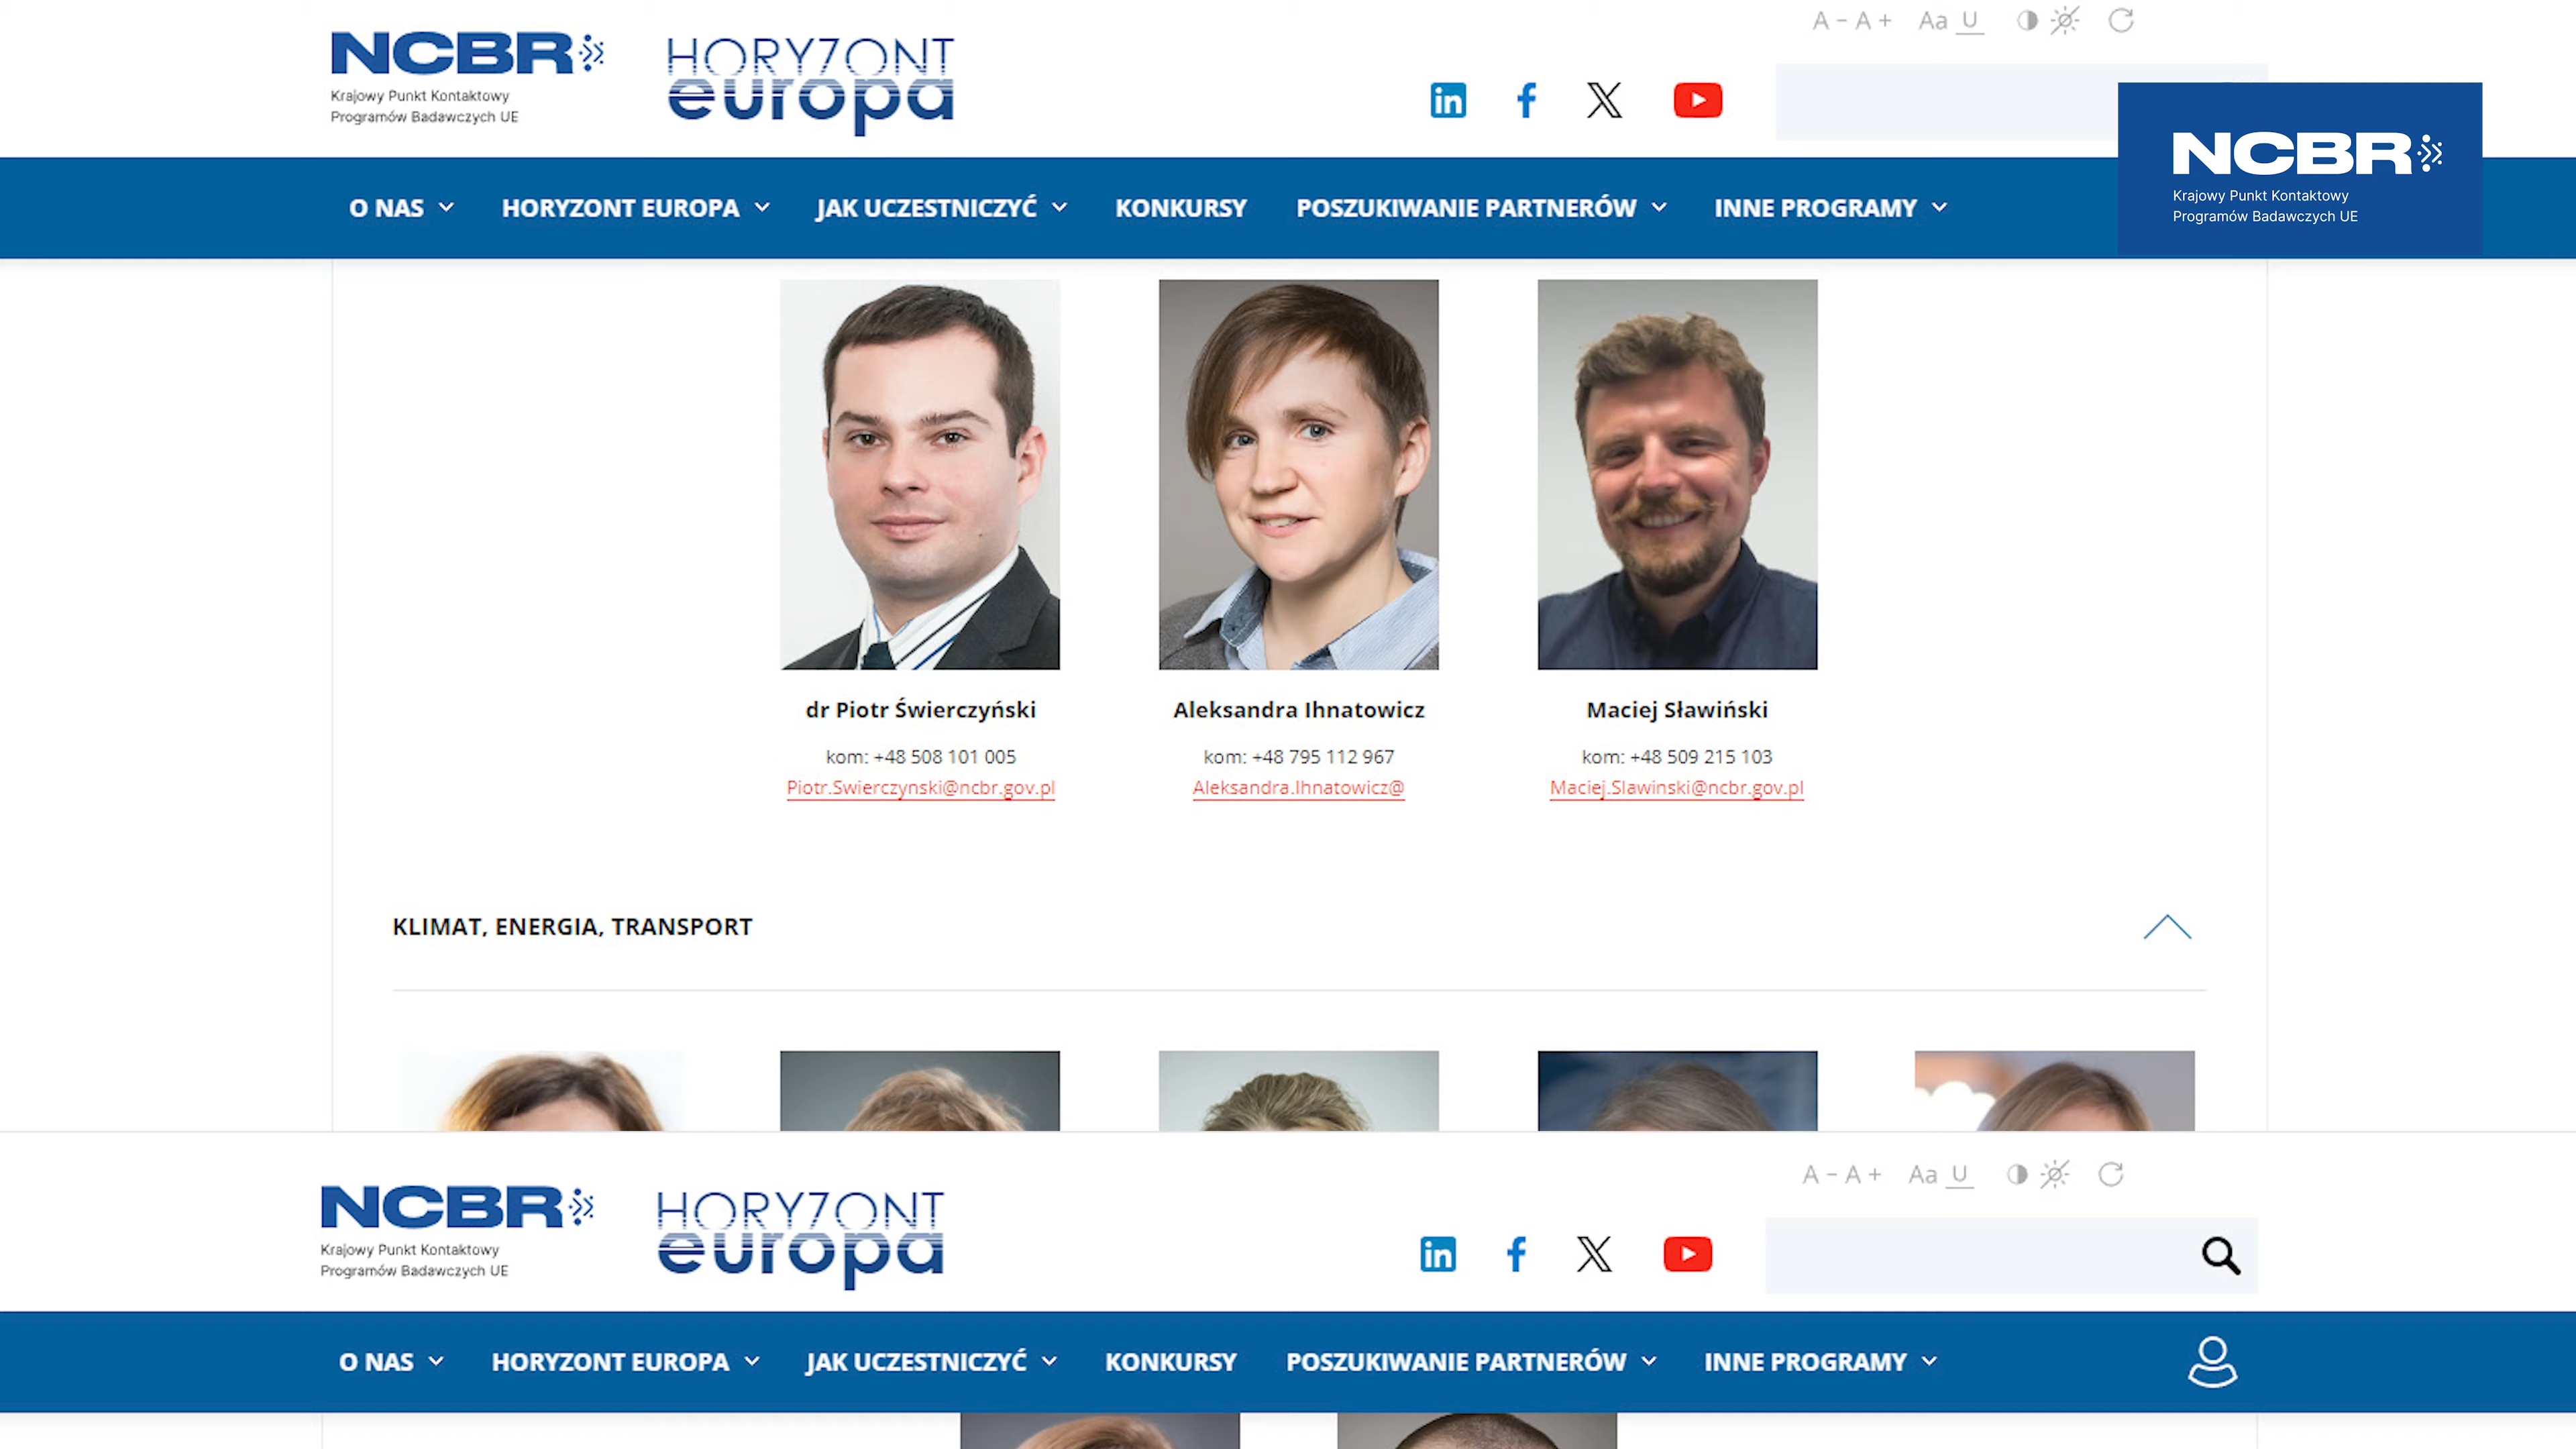 A - A + Aa U
NCBR
Krajowy Punkt Kontaktowy
Programów Badawczych UE
HORYZONT
europa
in f X
NCBR
Krajowy Punkt Kontaktowy
Programów Badawczych UE
O NAS HORYZONT EUROPA JAK UCZESTNICZYĆ KONKURSY POSZUKIWANIE PARTNERÓW INNE PROGRAMY
dr Piotr Świerczyński
kom: +48 508 101 005
Piotr.Swierczynski@ncbr.gov.pl
Aleksandra Ihnatowicz
kom: +48 795 112 967
Aleksandra.Ihnatowicz@
Maciej Sławiński
kom: +48 509 215 103
Maciej.Slawinski@ncbr.gov.pl
KLIMAT, ENERGIA, TRANSPORT
A - A + Aa U
NCBR
Krajowy Punkt Kontaktowy
Programów Badawczych UE
HORYZONT
europa
in f X
O NAS HORYZONT EUROPA JAK UCZESTNICZYĆ KONKURSY POSZUKIWANIE PARTNERÓW INNE PROGRAMY